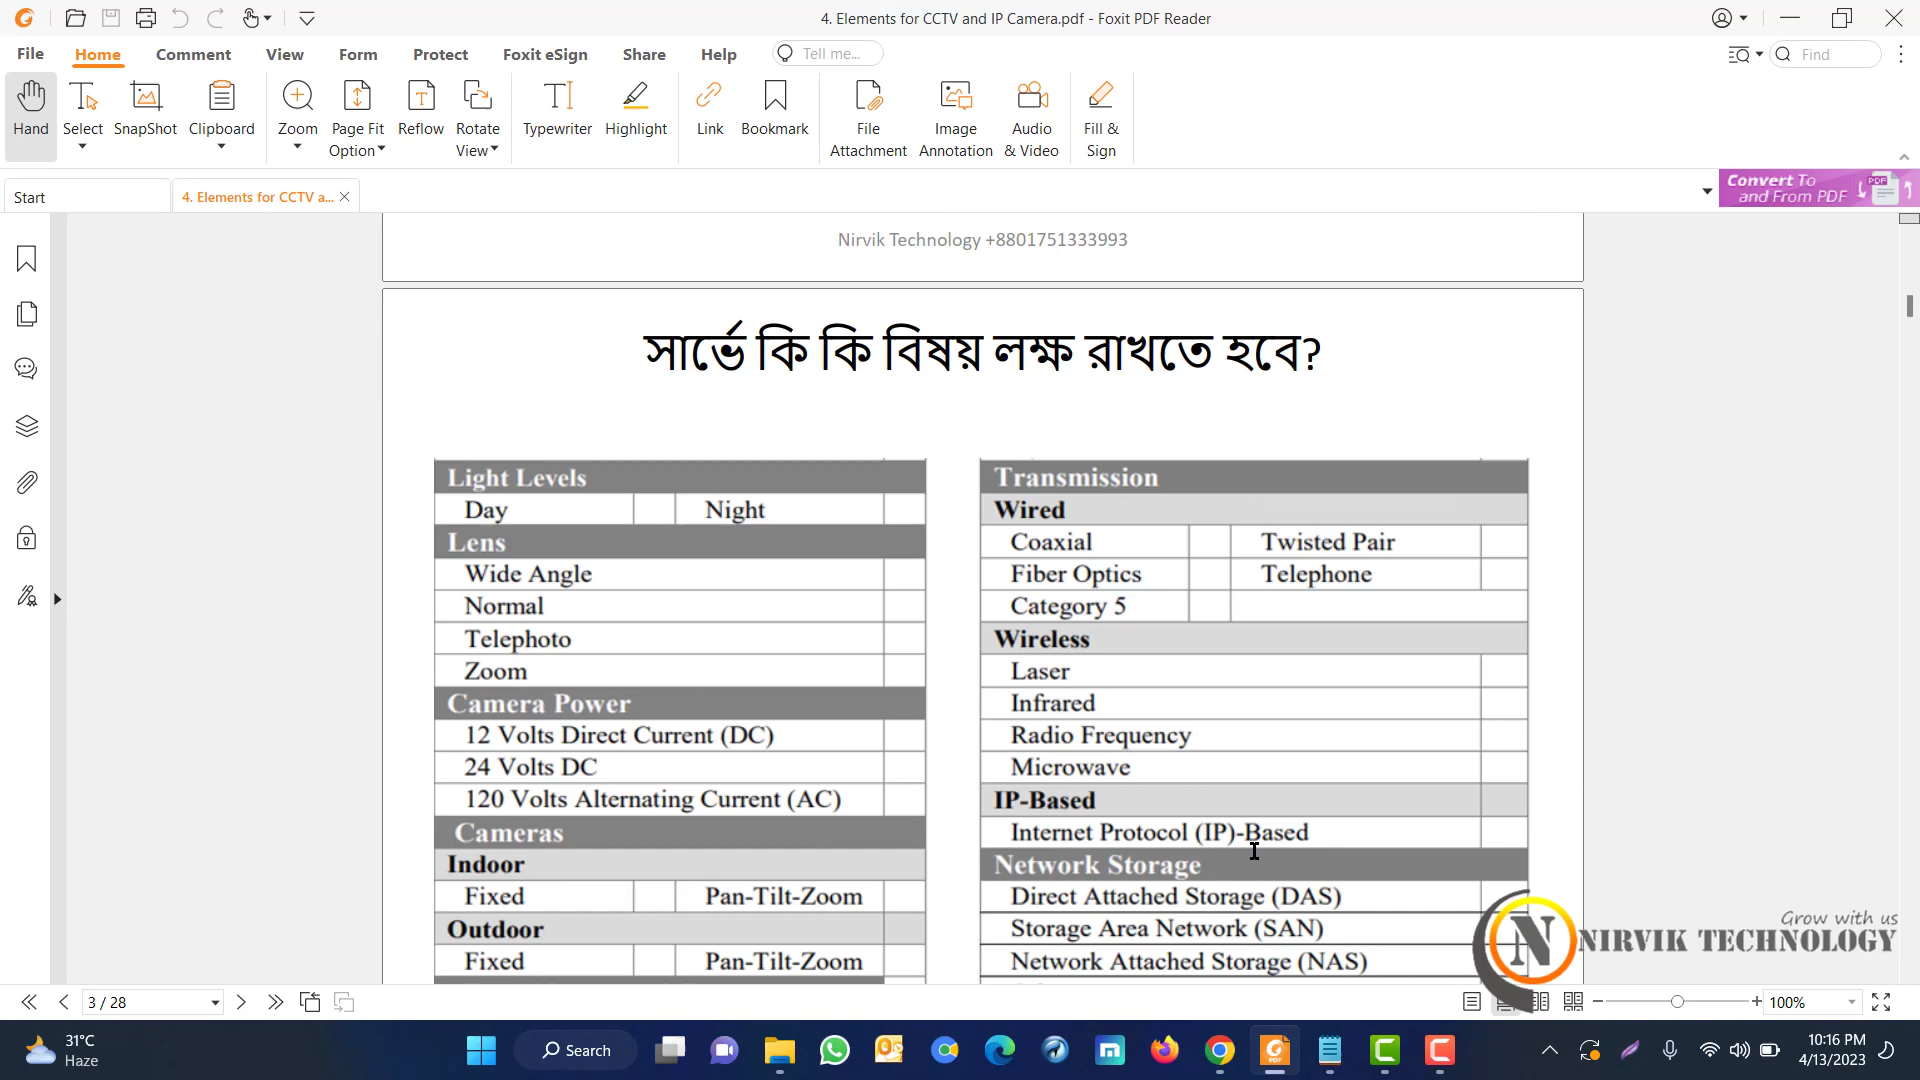 4. Elements for CCTV and IP Camera.pdf - Foxit PDF Reader
File Home Comment View Form Protect Foxit eSign Share Help Tell me... Find
Hand Select SnapShot Clipboard Zoom Page Fit Option Reflow Rotate View Typewriter Highlight Link Bookmark File Attachment Image Annotation Audio & Video Fill & Sign
Start 4. Elements for CCTV a...
Convert To
and From PDF
PDF
Nirvik Technology +8801751333993
সার্ভে কি কি বিষয় লক্ষ রাখতে হবে?
Light Levels
Day Night
Lens
Wide Angle
Normal
Telephoto
Zoom
Camera Power
12 Volts Direct Current (DC)
24 Volts DC
120 Volts Alternating Current (AC)
Cameras
Indoor
Fixed Pan-Tilt-Zoom
Outdoor
Fixed Pan-Tilt-Zoom
Transmission
Wired
Coaxial Twisted Pair
Fiber Optics Telephone
Category 5
Wireless
Laser
Infrared
Radio Frequency
Microwave
IP-Based
Internet Protocol (IP)-Based
Network Storage
Direct Attached Storage (DAS)
Storage Area Network (SAN)
Network Attached Storage (NAS)
Grow with us
N NIRVIK TECHNOLOGY
3 / 28 100%
31°C
Haze
Search
10:16 PM
4/13/2023